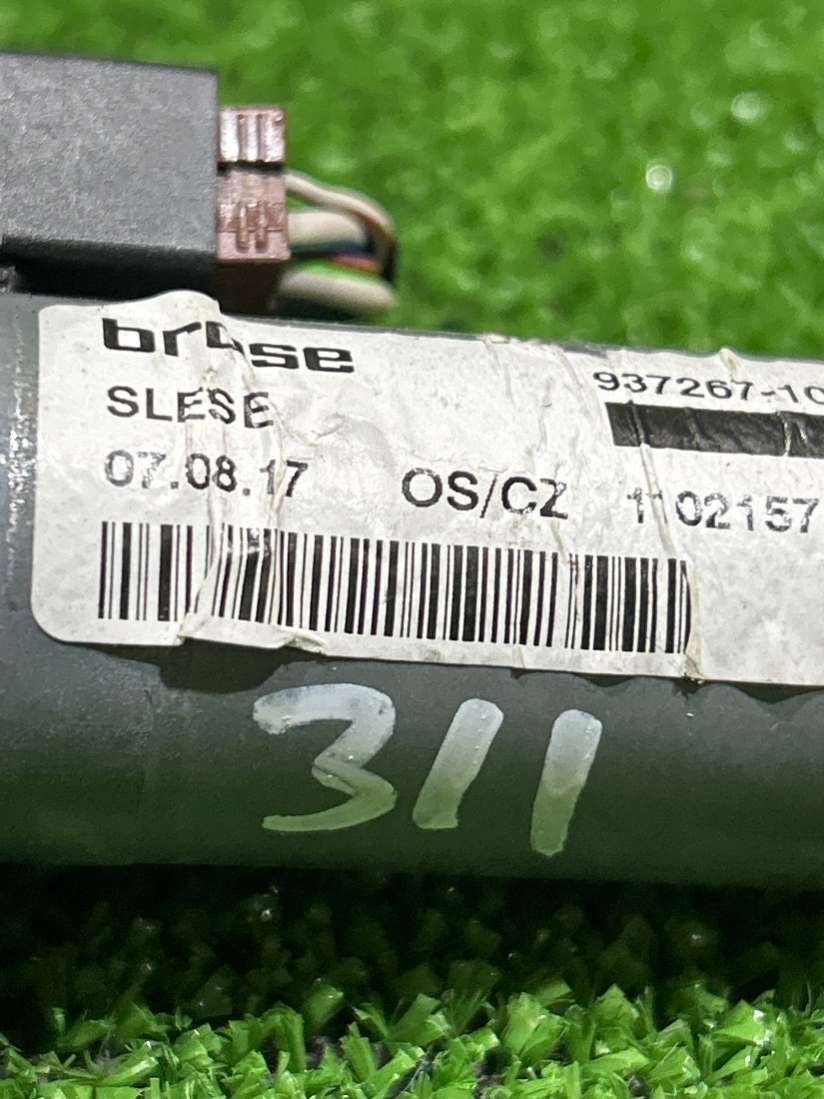 brose
937267-10
SLESE
07.08.17 OS/CZ 1102157
311